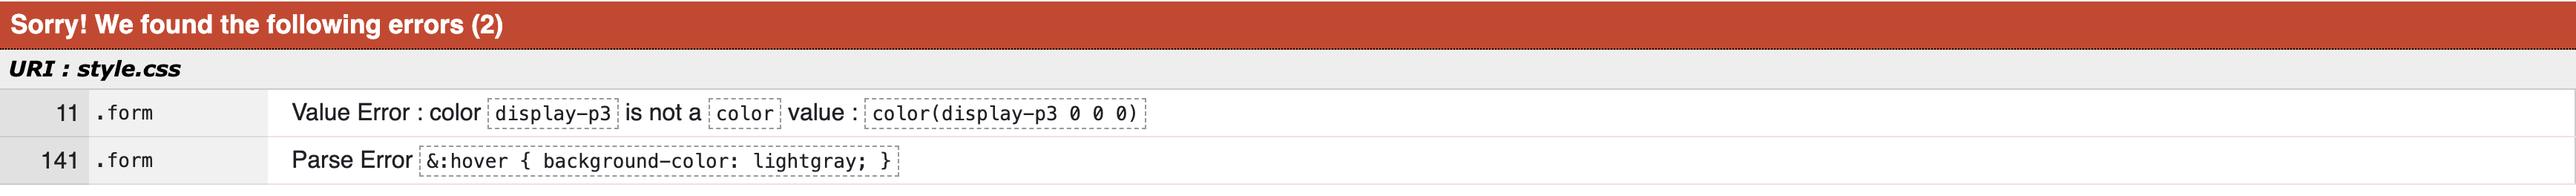 Sorry! We found the following errors (2)
URI : style.css
11 .form Value Error : color display-p3 is not a color value : color(display-p3 0 0 0)
141 .form Parse Error &:hover { background-color: lightgray; }